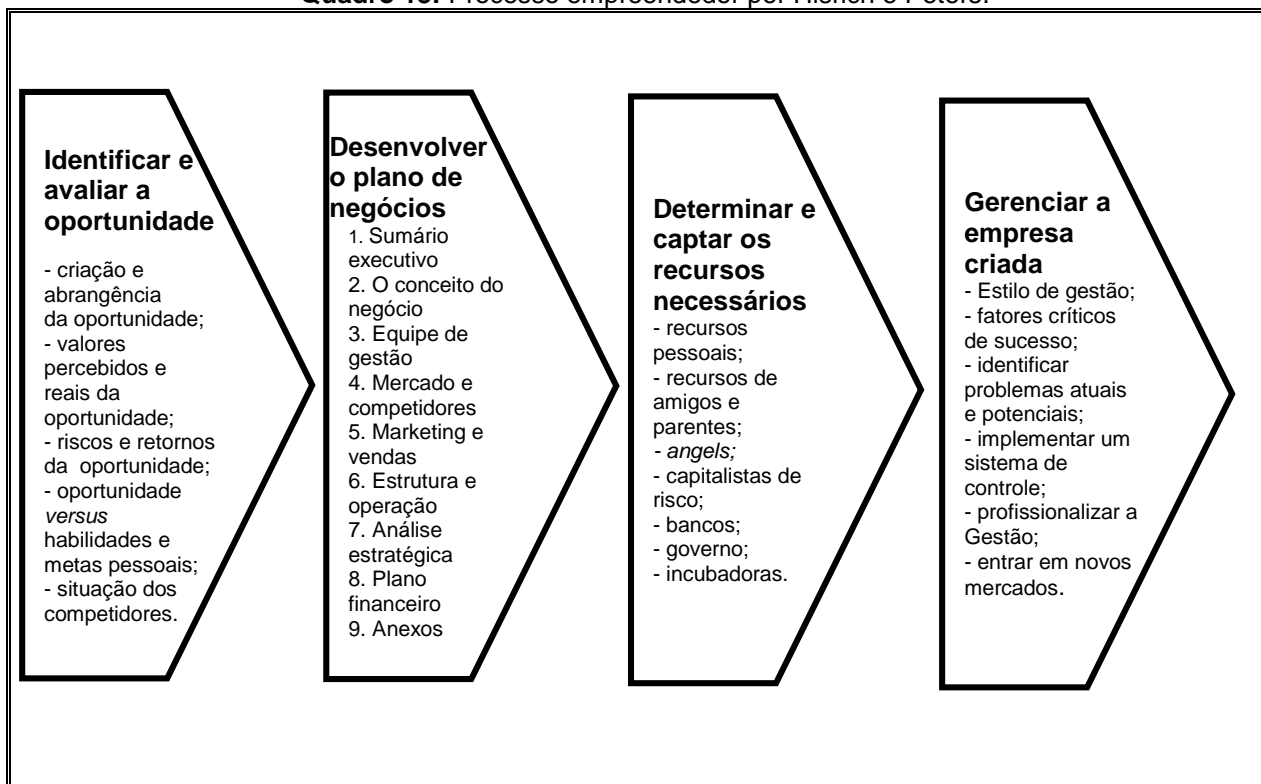 Identificar e
avaliar a
oportunidade
- criação e
abrangência
da oportunidade;
- valores
percebidos e
reais da
oportunidade;
- riscos e retornos
da oportunidade;
- oportunidade
versus
habilidades e
metas pessoais;
- situação dos
competidores.
Desenvolver
o plano de
negócios
1. Sumário
executivo
2. O conceito do
negócio
3. Equipe de
gestão
4. Mercado e
competidores
5. Marketing e
vendas
6. Estrutura e
operação
7. Análise
estratégica
8. Plano
financeiro
9. Anexos
Determinar e
captar os
recursos
necessários
- recursos
pessoais;
- recursos de
amigos e
parentes;
- angels;
- capitalistas de
risco;
- bancos;
- governo;
- incubadoras.
Gerenciar a
empresa
criada
- Estilo de gestão;
- fatores críticos
de sucesso;
- identificar
problemas atuais
e potenciais;
- implementar um
sistema de
controle;
- profissionalizar a
Gestão;
- entrar em novos
mercados.